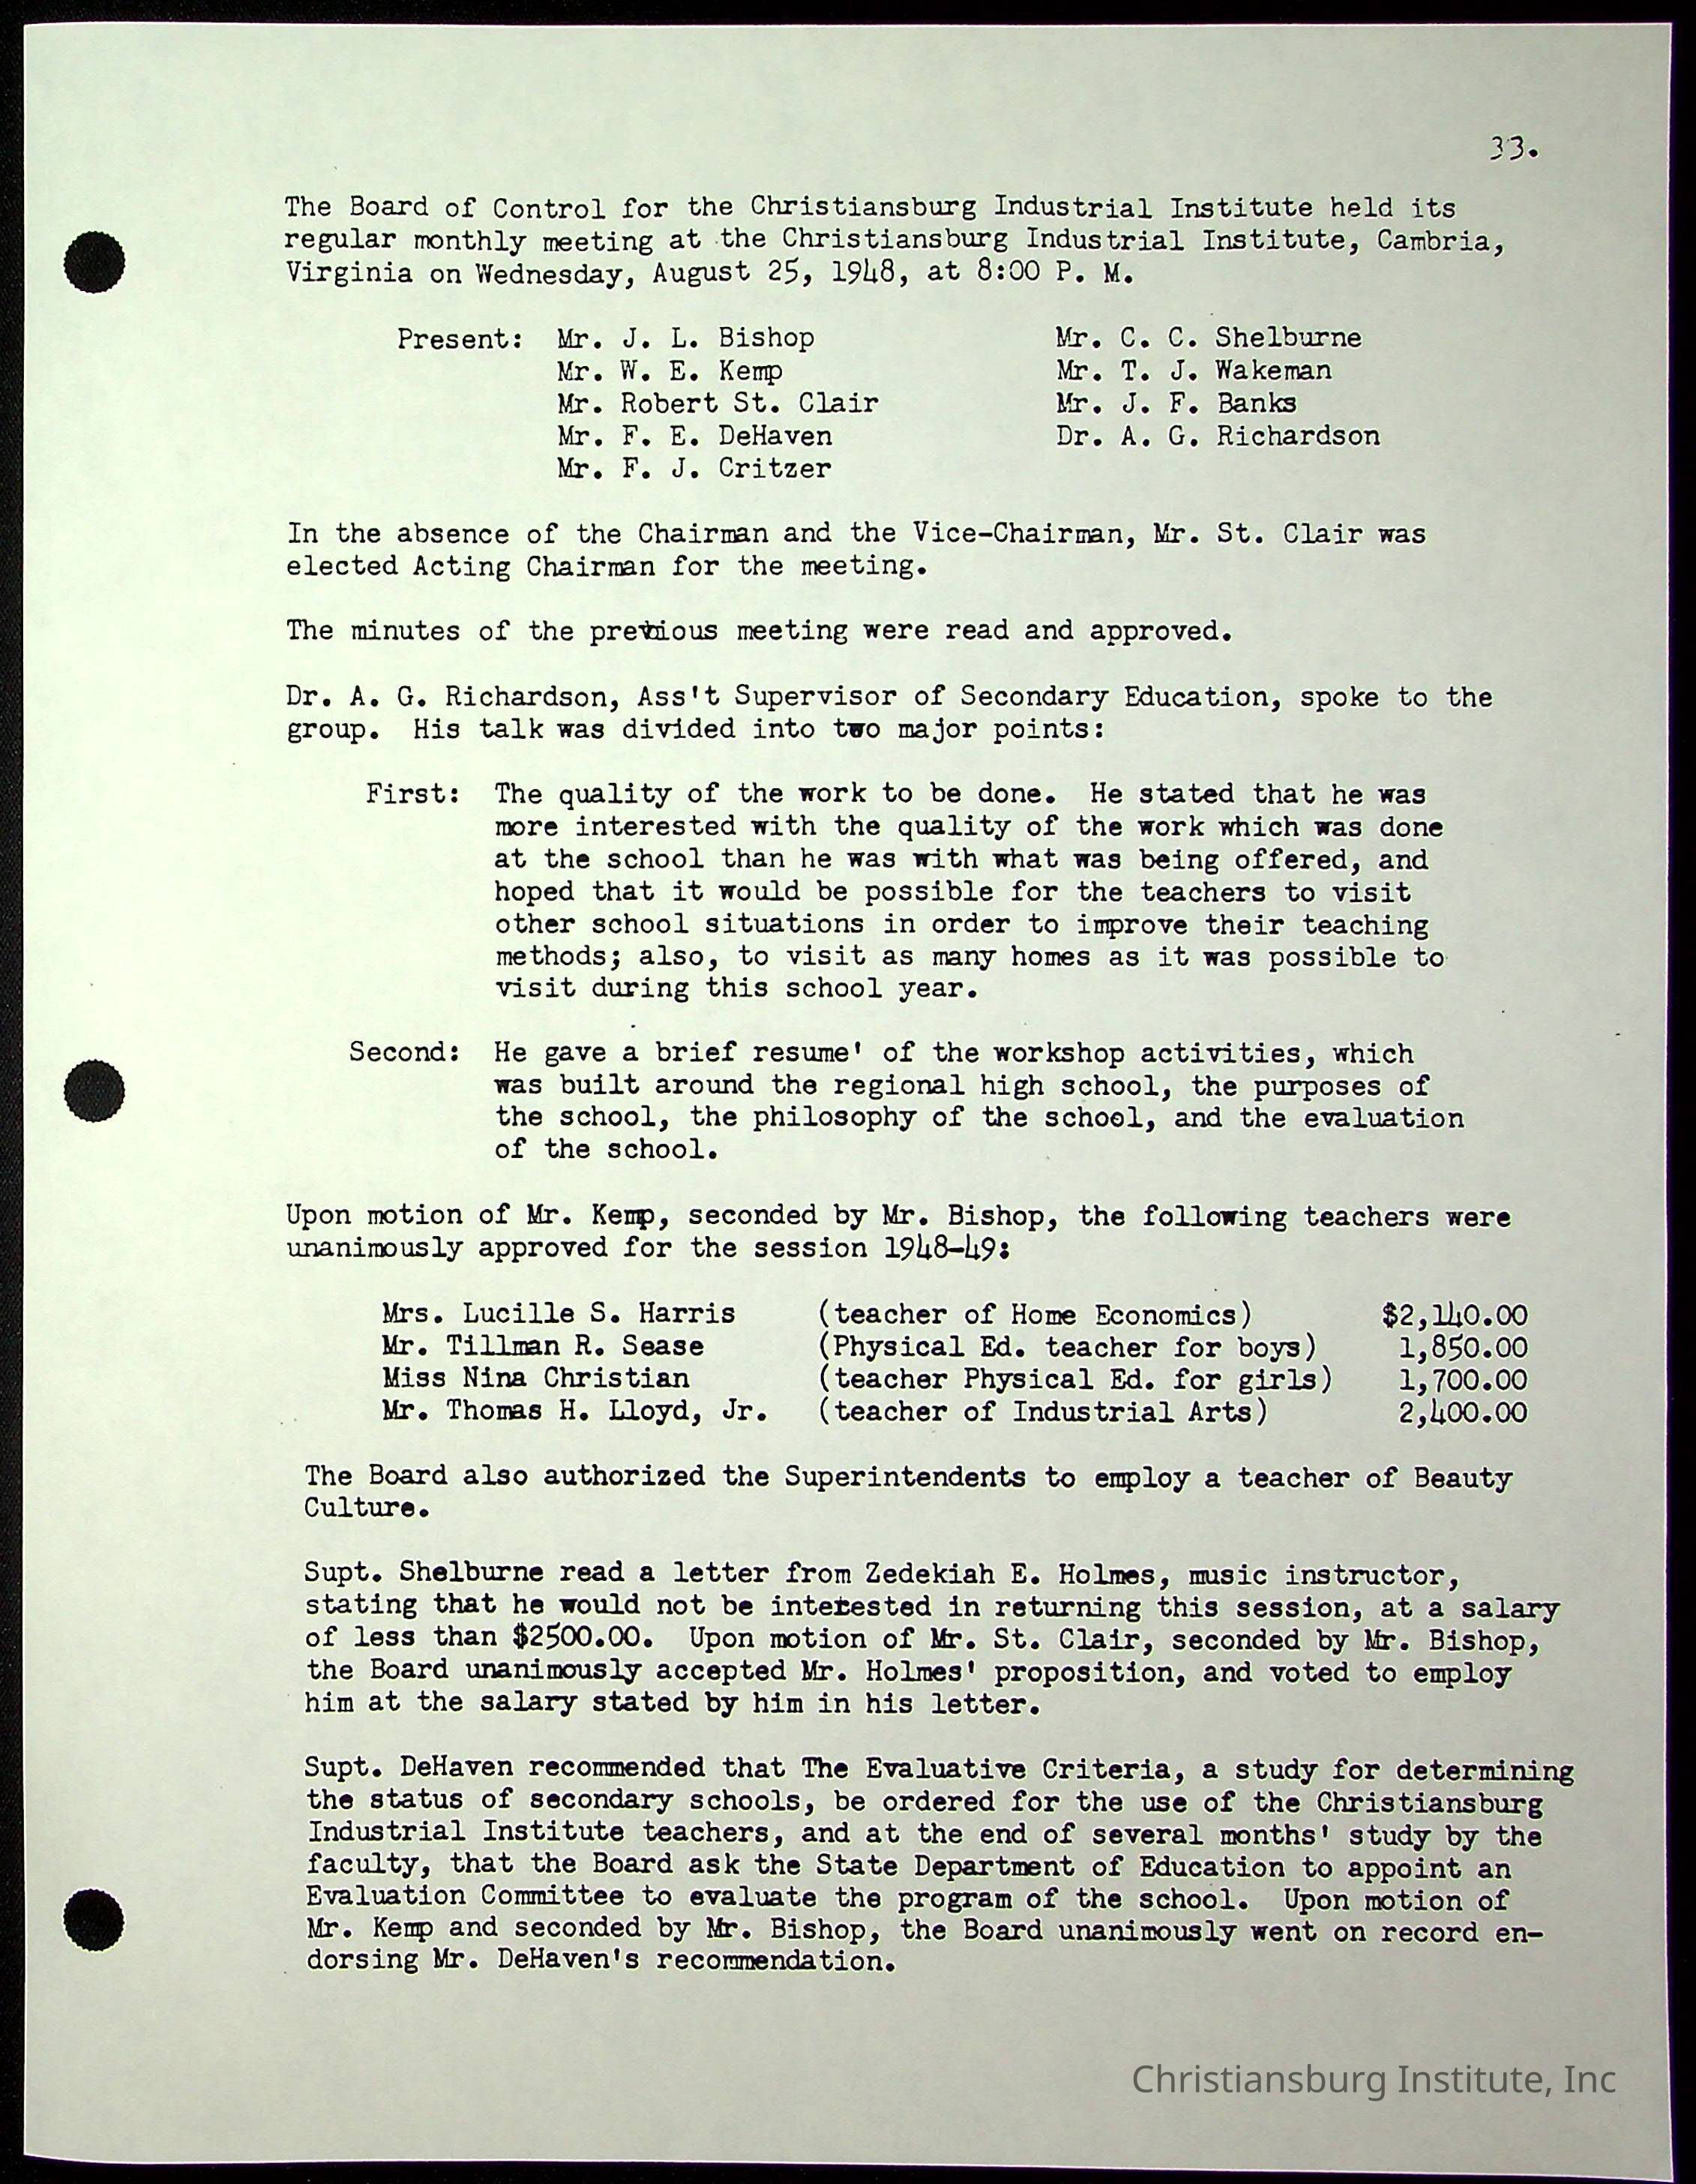 33.
The Board of Control for the Christiansburg Industrial Institute held its
regular monthly meeting at the Christiansburg Industrial Institute, Cambria,
Virginia on Wednesday, August 25, 1948, at 8:00 P. M.
Present: Mr. J. L. Bishop Mr. C. C. Shelburne
Mr. W. E. Kemp Mr. T. J. Wakeman
Mr. Robert St. Clair Mr. J. F. Banks
Mr. F. E. DeHaven Dr. A. G. Richardson
Mr. F. J. Critzer
In the absence of the Chairman and the Vice-Chairman, Mr. St. Clair was
elected Acting Chairman for the meeting.
The minutes of the previous meeting were read and approved.
Dr. A. G. Richardson, Ass't Supervisor of Secondary Education, spoke to the
group. His talk was divided into two major points:
First: The quality of the work to be done. He stated that he was
more interested with the quality of the work which was done
at the school than he was with what was being offered, and
hoped that it would be possible for the teachers to visit
other school situations in order to improve their teaching
methods; also, to visit as many homes as it was possible to
visit during this school year.
Second: He gave a brief resume' of the workshop activities, which
was built around the regional high school, the purposes of
the school, the philosophy of the school, and the evaluation
of the school.
Upon motion of Mr. Kemp, seconded by Mr. Bishop, the following teachers were
unanimously approved for the session 1948-49:
Mrs. Lucille S. Harris (teacher of Home Economics) $2,140.00
Mr. Tillman R. Sease (Physical Ed. teacher for boys) 1,850.00
Miss Nina Christian (teacher Physical Ed. for girls) 1,700.00
Mr. Thomas H. Lloyd, Jr. (teacher of Industrial Arts) 2,400.00
The Board also authorized the Superintendents to employ a teacher of Beauty
Culture.
Supt. Shelburne read a letter from Zedekiah E. Holmes, music instructor,
stating that he would not be interested in returning this session, at a salary
of less than $2500.00. Upon motion of Mr. St. Clair, seconded by Mr. Bishop,
the Board unanimously accepted Mr. Holmes' proposition, and voted to employ
him at the salary stated by him in his letter.
Supt. DeHaven recommended that The Evaluative Criteria, a study for determining
the status of secondary schools, be ordered for the use of the Christiansburg
Industrial Institute teachers, and at the end of several months' study by the
faculty, that the Board ask the State Department of Education to appoint an
Evaluation Committee to evaluate the program of the school. Upon motion of
Mr. Kemp and seconded by Mr. Bishop, the Board unanimously went on record en-
dorsing Mr. DeHaven's recommendation.
Christiansburg Institute, Inc